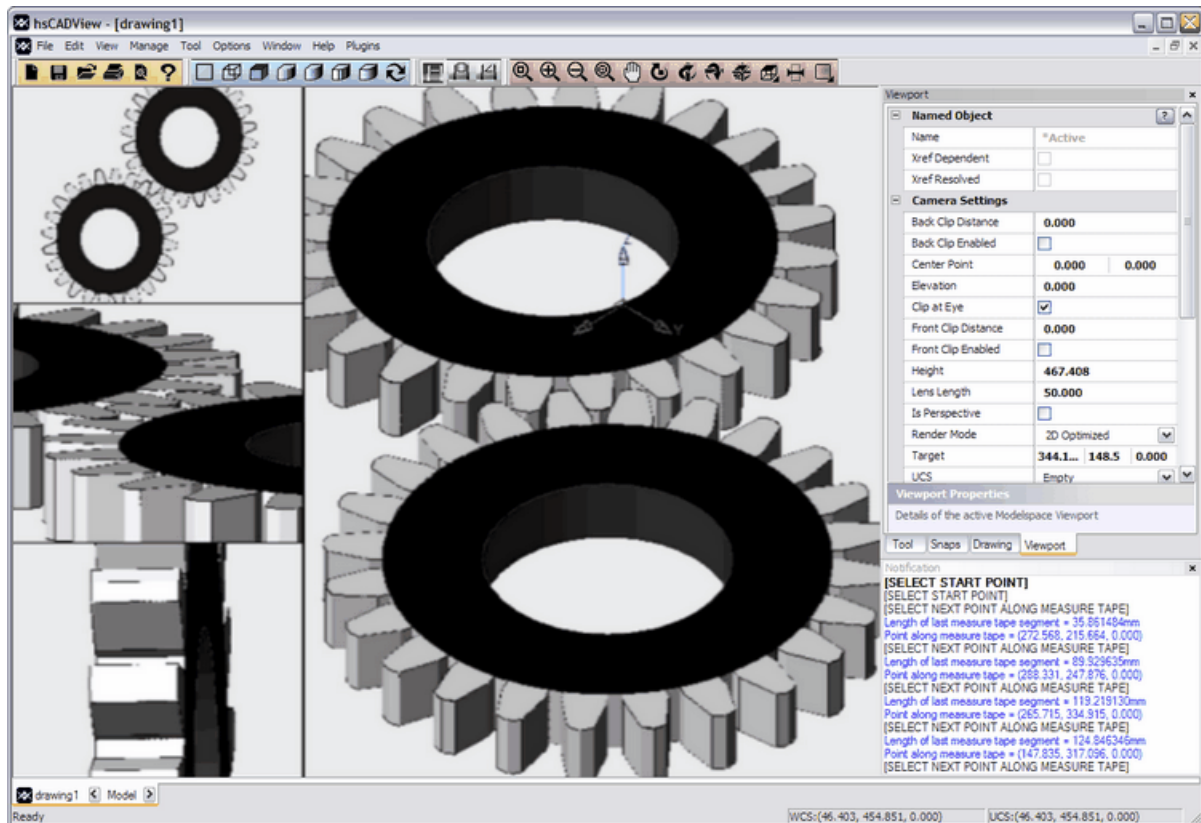 hsCADView - [drawing1]
File Edit View Manage Tool Options Window Help Plugins
Viewport
Named Object
Name *Active
Xref Dependent
Xref Resolved
Camera Settings
Back Clip Distance 0.000
Back Clip Enabled
Center Point 0.000 0.000
Elevation 0.000
Clip at Eye
Front Clip Distance 0.000
Front Clip Enabled
Height 467.408
Lens Length 50.000
Is Perspective
Render Mode 2D Optimized
Target 344.1... 148.5 0.000
UCS Empty
Viewport Properties
Details of the active Modelspace Viewport
Tool Snaps Drawing Viewport
Notification
[SELECT START POINT]
[SELECT START POINT]
[SELECT NEXT POINT ALONG MEASURE TAPE]
Length of last measure tape segment = 35.861484mm
Point along measure tape = (272.568, 215.664, 0.000)
[SELECT NEXT POINT ALONG MEASURE TAPE]
Length of last measure tape segment = 89.929635mm
Point along measure tape = (288.331, 247.876, 0.000)
[SELECT NEXT POINT ALONG MEASURE TAPE]
Length of last measure tape segment = 119.219130mm
Point along measure tape = (265.715, 334.915, 0.000)
[SELECT NEXT POINT ALONG MEASURE TAPE]
Length of last measure tape segment = 124.846346mm
Point along measure tape = (147.835, 317.096, 0.000)
[SELECT NEXT POINT ALONG MEASURE TAPE]
Z
Y
drawing1 Model
Ready
WCS:(46.403, 454.851, 0.000) UCS:(46.403, 454.851, 0.000)